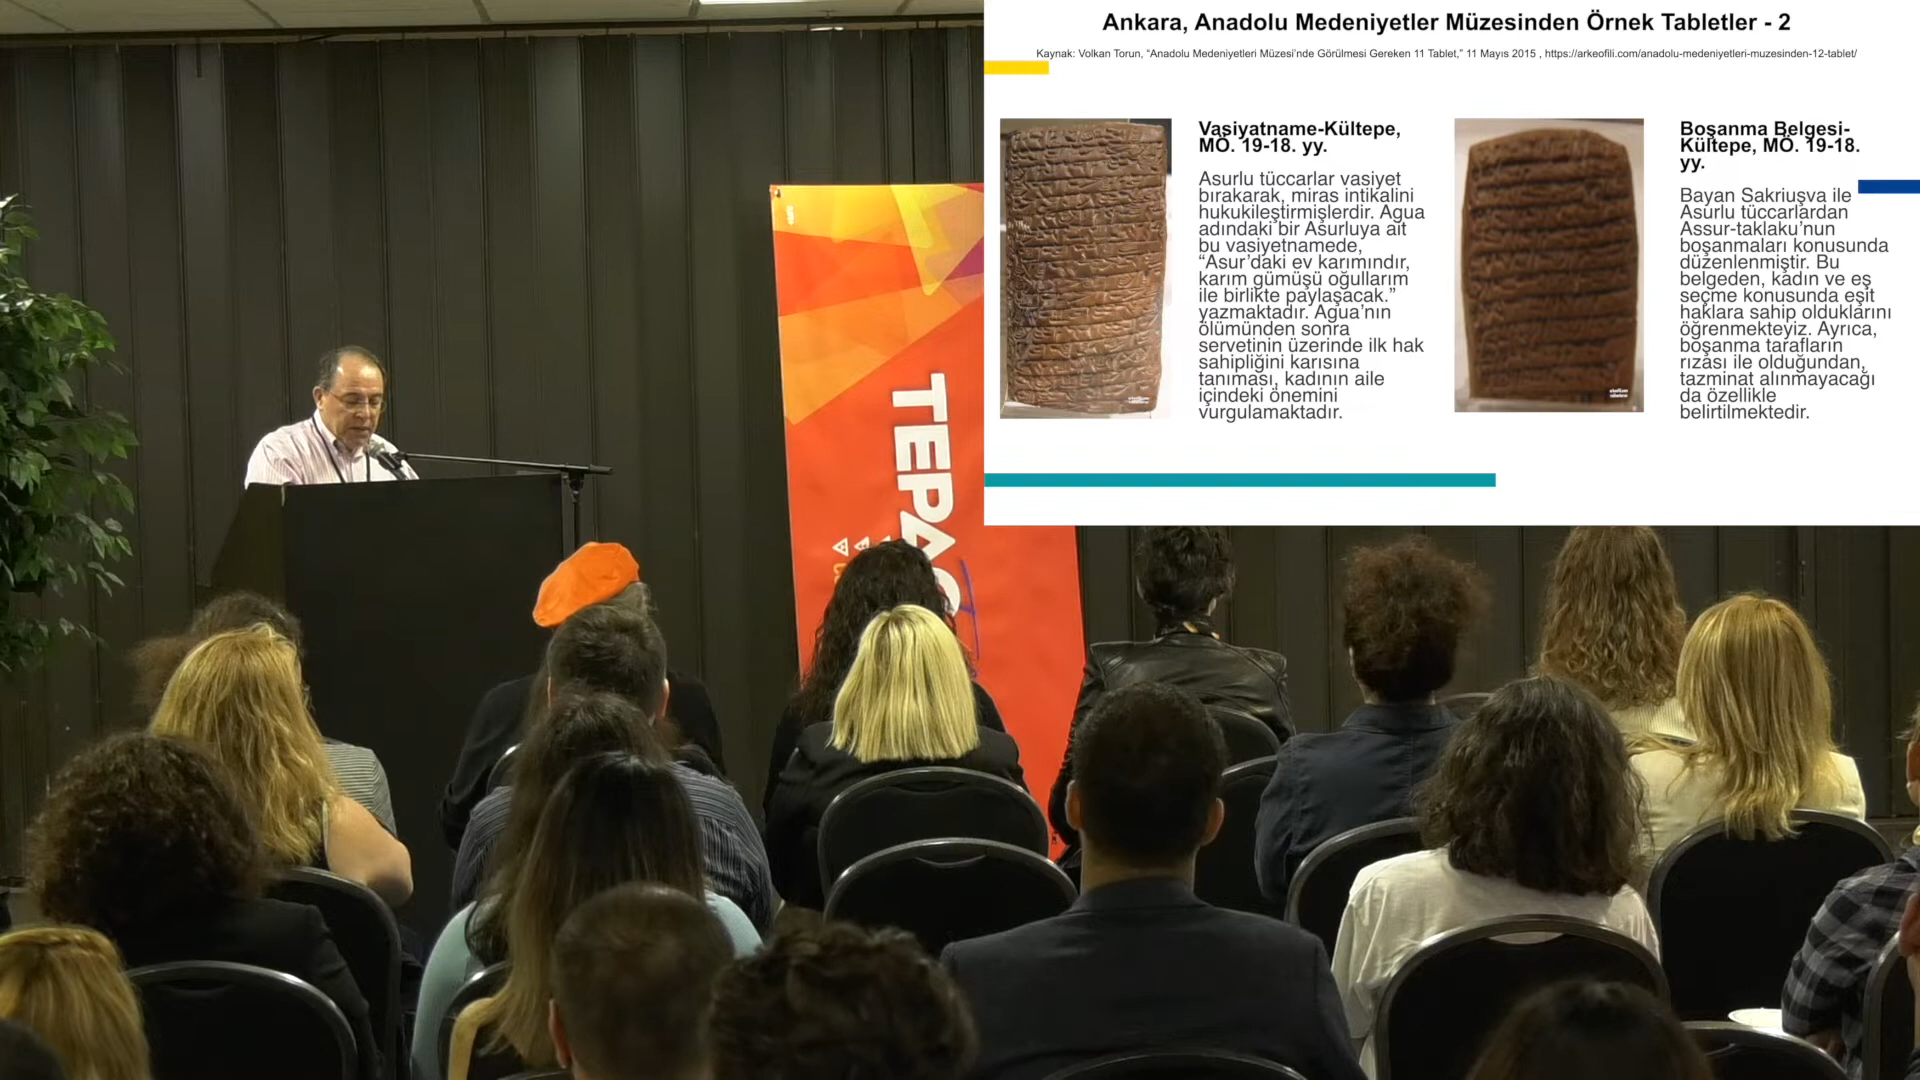 Ankara, Anadolu Medeniyetler Müzesinden Örnek Tabletler - 2
Kaynak: Volkan Torun, “Anadolu Medeniyetleri Müzesi’nde Görülmesi Gereken 11 Tablet,” 11 Mayıs 2015 , https://arkeofili.com/anadolu-medeniyetleri-muzesinden-12-tablet/
Vasiyatname-Kültepe,
MÖ. 19-18. yy.
Asurlu tüccarlar vasiyet
bırakarak, miras intikalini
hukukileştirmişlerdir. Agua
adındaki bir Asurluya ait
bu vasiyetnamede,
“Asur’daki ev karımındır,
karım gümüşü oğullarım
ile birlikte paylaşacak.”
yazmaktadır. Agua’nın
ölümünden sonra
servetinin üzerinde ilk hak
sahipliğini karısına
tanıması, kadının aile
içindeki önemini
vurgulamaktadır.
Boşanma Belgesi-
Kültepe, MÖ. 19-18.
yy.
Bayan Sakriuşva ile
Asurlu tüccarlardan
Assur-taklaku’nun
boşanmaları konusunda
düzenlenmiştir. Bu
belgeden, kadın ve eş
seçme konusunda eşit
haklara sahip olduklarını
öğrenmekteyiz. Ayrıca,
boşanma tarafların
rızası ile olduğundan,
tazminat alınmayacağı
da özellikle
belirtilmektedir.
TEPA